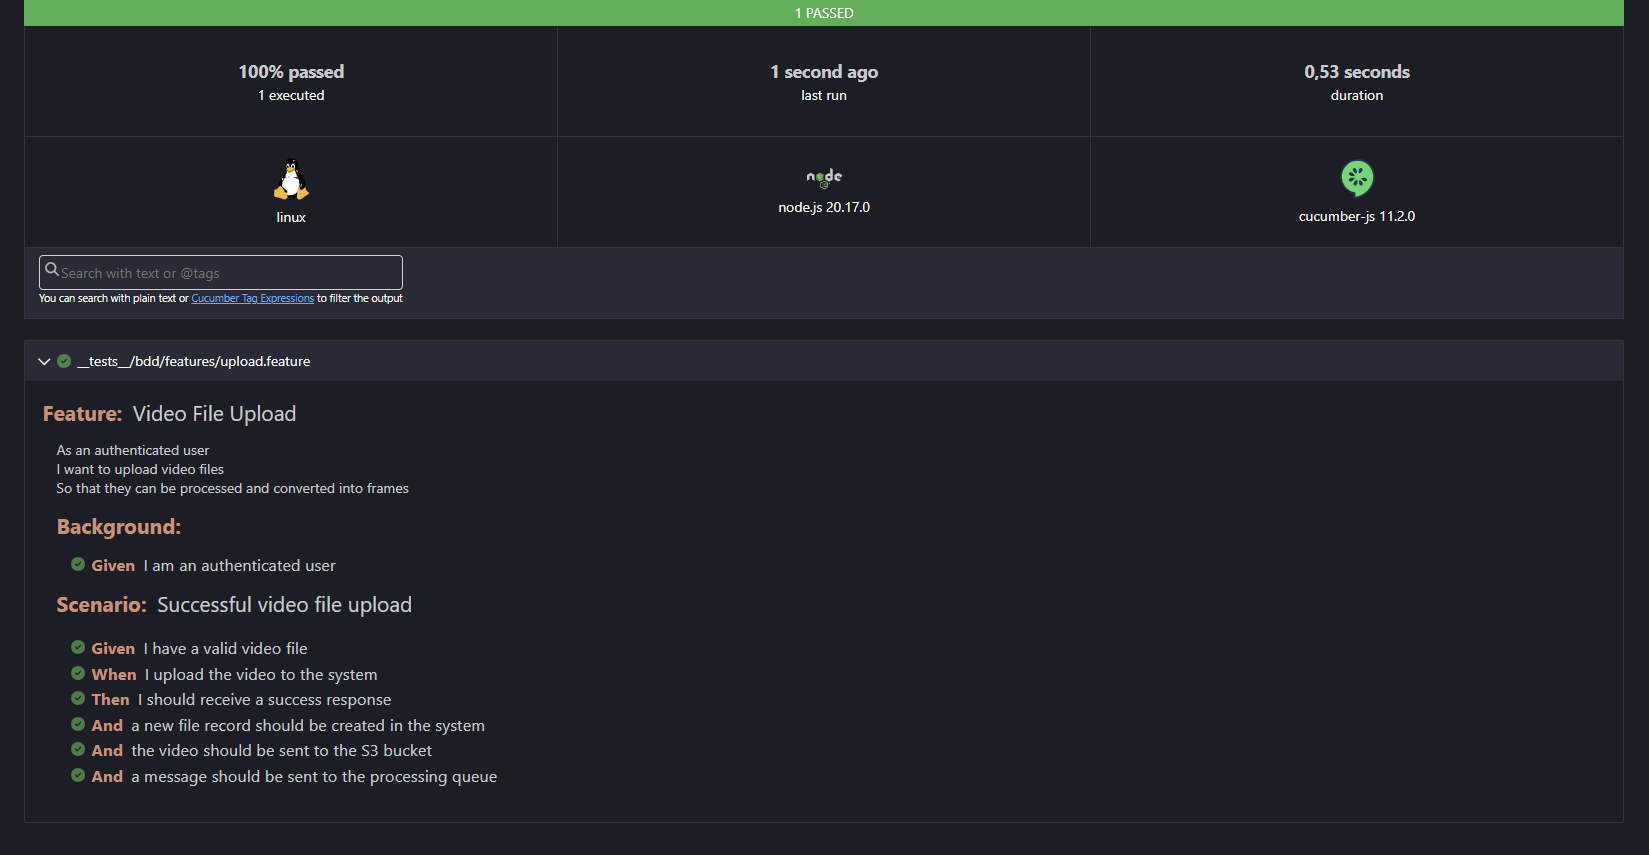 1 PASSED
100% passed
1 executed
1 second ago
last run
0,53 seconds
duration
linux
node
node.js 20.17.0
cucumber-js 11.2.0
Search with text or @tags
You can search with plain text or Cucumber Tag Expressions to filter the output
__tests__/bdd/features/upload.feature
Feature: Video File Upload
As an authenticated user
I want to upload video files
So that they can be processed and converted into frames
Background:
Given I am an authenticated user
Scenario: Successful video file upload
Given I have a valid video file
When I upload the video to the system
Then I should receive a success response
And a new file record should be created in the system
And the video should be sent to the S3 bucket
And a message should be sent to the processing queue